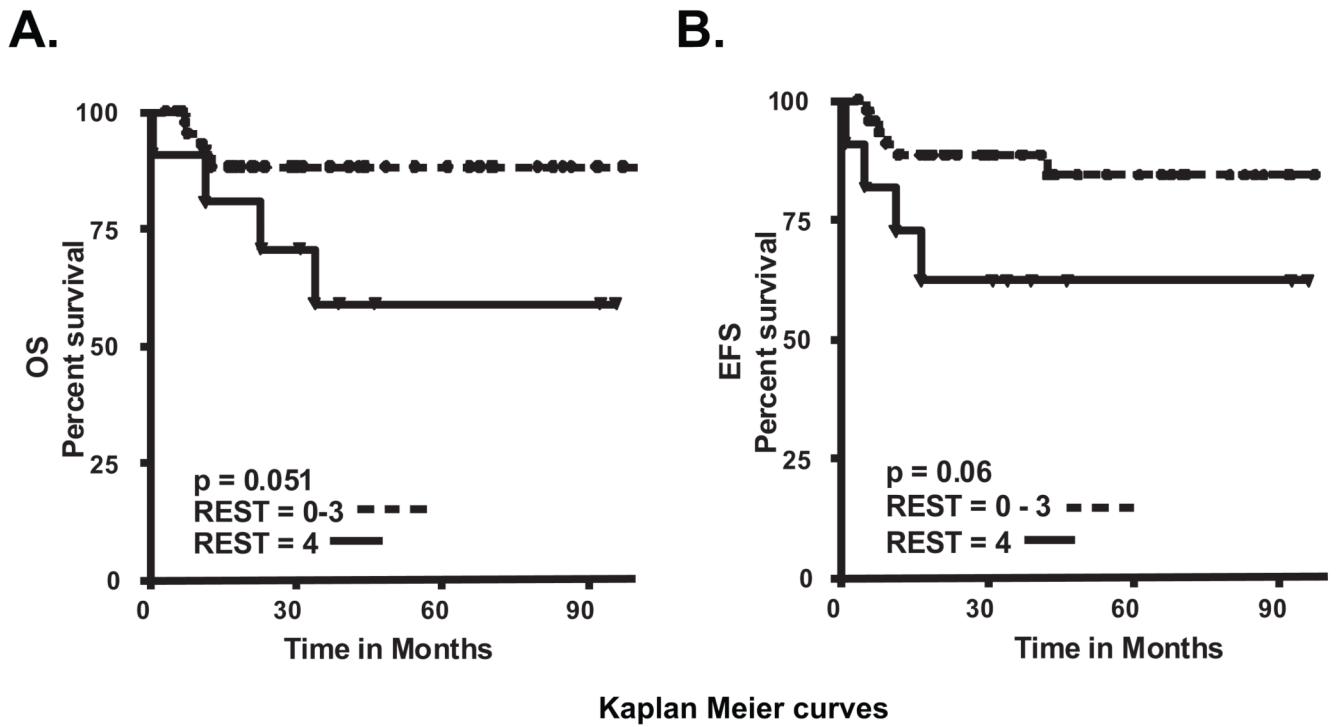 A.
100
75
50
25
0
OS
Percent survival
p = 0.051
REST = 0-3
REST = 4
0 30 60 90
Time in Months
B.
100
75
50
25
0
EFS
Percent survival
p = 0.06
REST = 0 - 3
REST = 4
0 30 60 90
Time in Months
Kaplan Meier curves